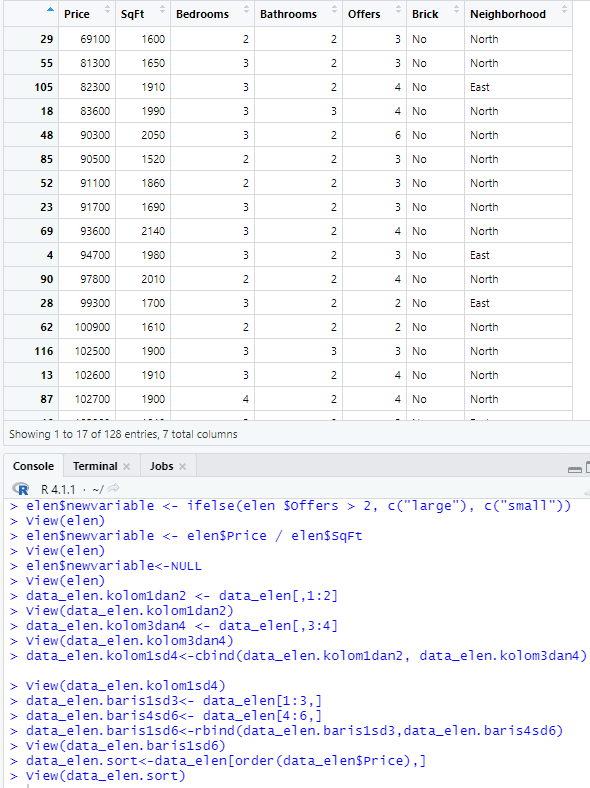 Price SqFt Bedrooms Bathrooms Offers Brick Neighborhood
29 69100 1600 2 2 3 No North
55 81300 1650 3 2 3 No North
105 82300 1910 3 2 4 No East
18 83600 1990 3 3 4 No North
48 90300 2050 3 2 6 No North
85 90500 1520 2 2 3 No North
52 91100 1860 2 2 3 No North
23 91700 1690 3 2 3 No North
69 93600 2140 3 2 4 No North
4 94700 1980 3 2 3 No East
90 97800 2010 2 2 4 No North
28 99300 1700 3 2 2 No East
62 100900 1610 2 2 2 No North
116 102500 1900 3 3 3 No North
13 102600 1910 3 2 4 No North
87 102700 1900 4 2 4 No North
Showing 1 to 17 of 128 entries, 7 total columns
Console Terminal Jobs
R R 4.1.1 · ~/
> elen$newvariable <- ifelse(elen $Offers > 2, c("large"), c("small"))
> View(elen)
> elen$newvariable <- elen$Price / elen$SqFt
> View(elen)
> elen$newvariable<-NULL
> View(elen)
> data_elen.kolom1dan2 <- data_elen[,1:2]
> View(data_elen.kolom1dan2)
> data_elen.kolom3dan4 <- data_elen[,3:4]
> View(data_elen.kolom3dan4)
> data_elen.kolom1sd4<-cbind(data_elen.kolom1dan2, data_elen.kolom3dan4)
> View(data_elen.kolom1sd4)
> data_elen.baris1sd3<- data_elen[1:3,]
> data_elen.baris4sd6<- data_elen[4:6,]
> data_elen.baris1sd6<-rbind(data_elen.baris1sd3,data_elen.baris4sd6)
> View(data_elen.baris1sd6)
> data_elen.sort<-data_elen[order(data_elen$Price),]
> View(data_elen.sort)